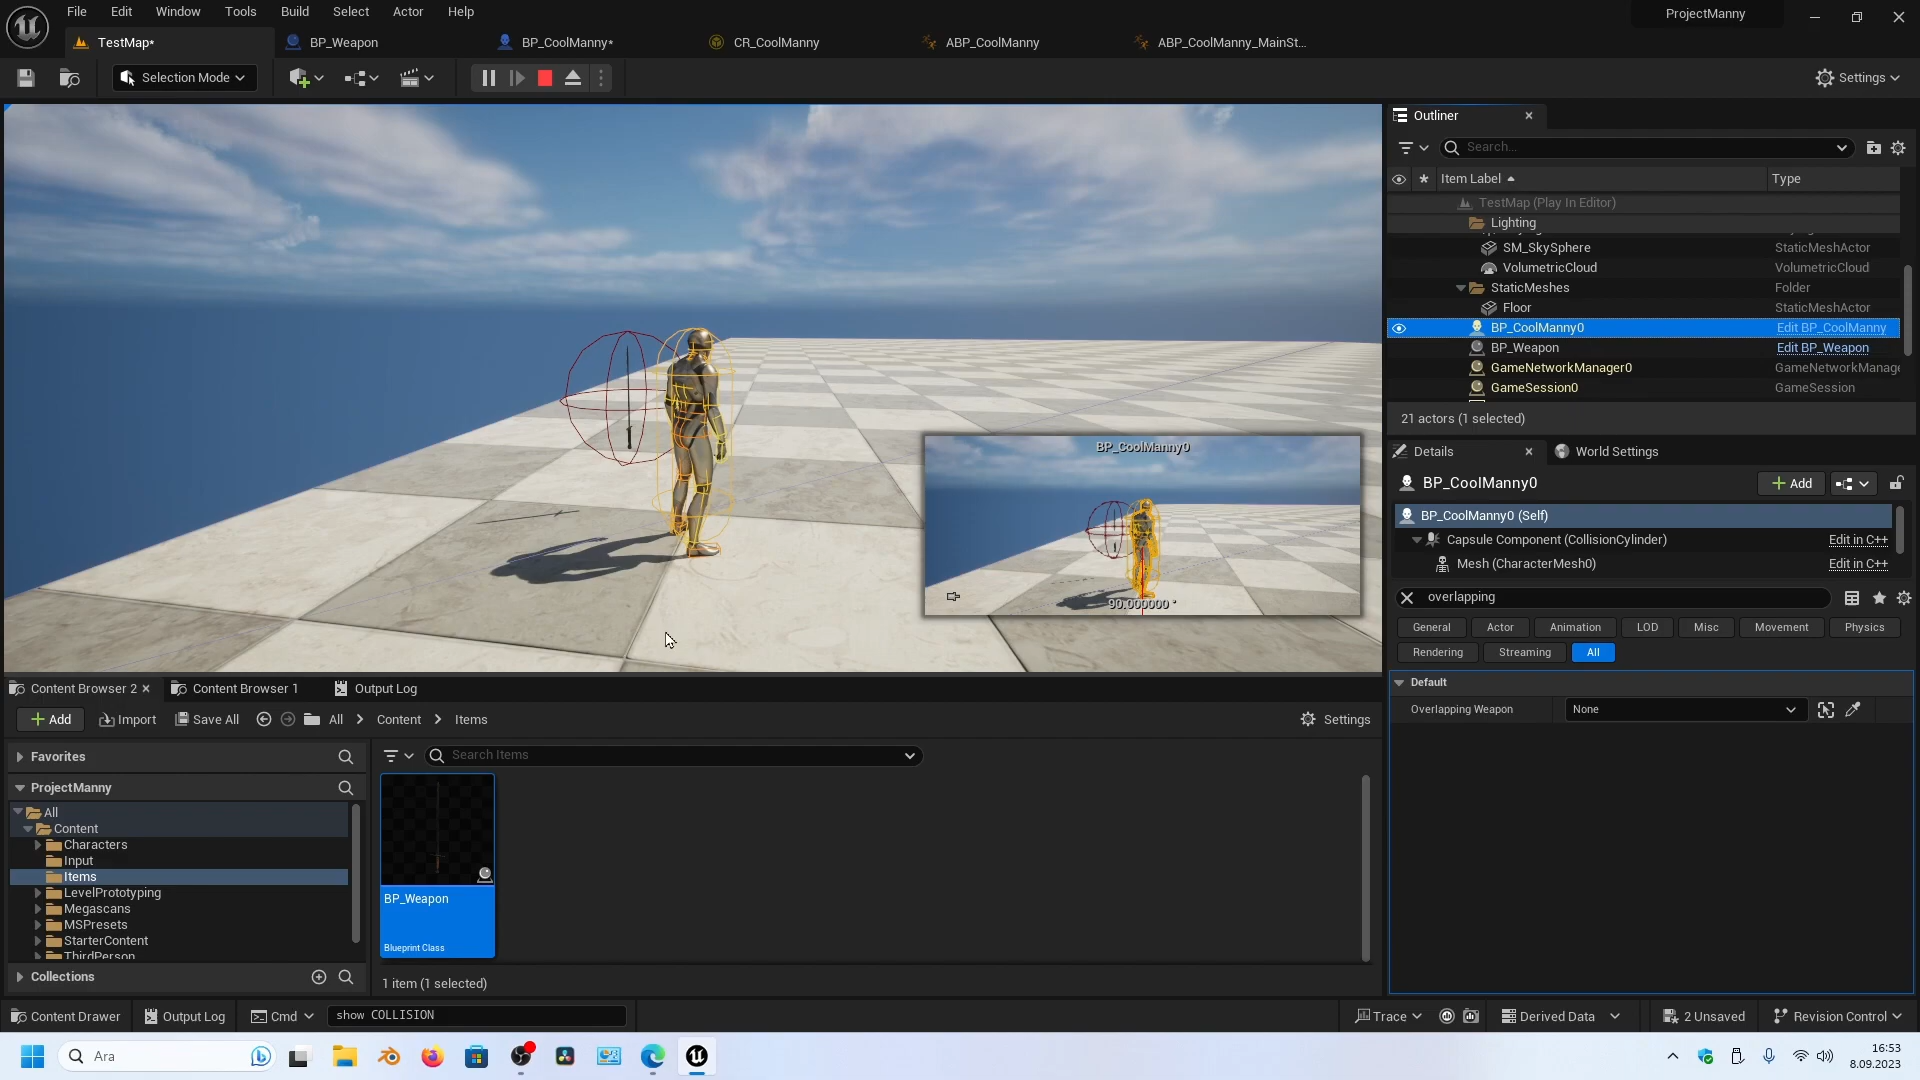 File Edit Window Tools Build Select Actor Help
ProjectManny
TestMap*
BP_Weapon
BP_CoolManny*
CR_CoolManny
ABP_CoolManny
ABP_CoolManny_MainSt...
Selection Mode
Settings
Outliner
Search...
Item Label
Type
TestMap (Play In Editor)
Lighting
SM_SkySphere StaticMeshActor
VolumetricCloud VolumetricCloud
StaticMeshes Folder
Floor StaticMeshActor
BP_CoolManny0 Edit BP_CoolManny
BP_Weapon Edit BP_Weapon
GameNetworkManager0 GameNetworkManage
GameSession0 GameSession
21 actors (1 selected)
BP_CoolManny0
90.000000 °
Details
World Settings
BP_CoolManny0
Add
BP_CoolManny0 (Self)
Capsule Component (CollisionCylinder) Edit in C++
Mesh (CharacterMesh0) Edit in C++
overlapping
General Actor Animation LOD Misc Movement Physics
Rendering Streaming All
Default
Overlapping Weapon None
Content Browser 2
Content Browser 1
Output Log
Add Import Save All All Content Items
Settings
Favorites
Search Items
ProjectManny
All
Content
Characters
Input
Items
LevelPrototyping
Megascans
MSPresets
StarterContent
ThirdPerson
Collections
BP_Weapon
Blueprint Class
1 item (1 selected)
Content Drawer Output Log Cmd show COLLISION
Trace Derived Data 2 Unsaved Revision Control
Ara
16:53
8.09.2023